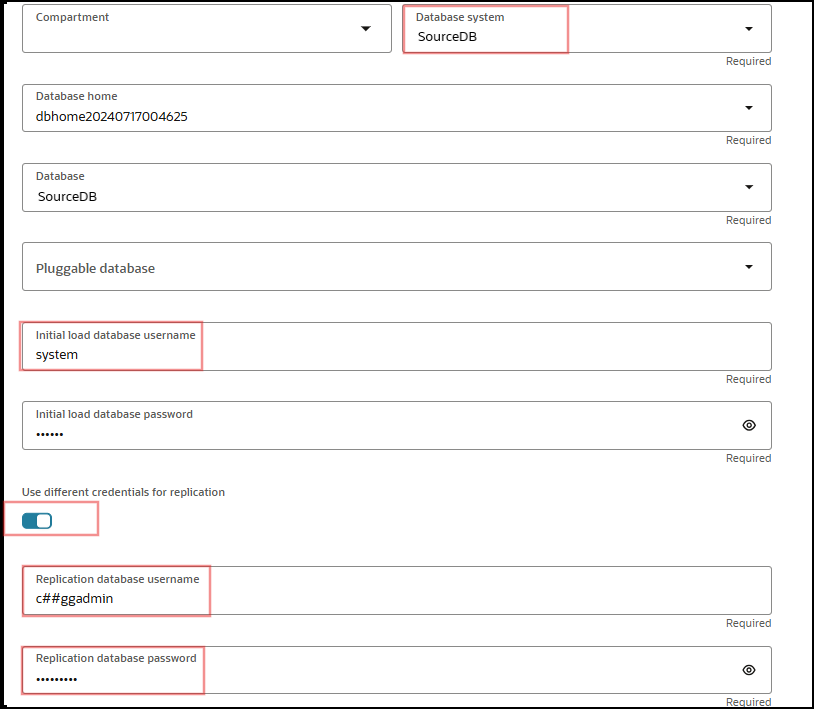 Compartment
Database system
SourceDB
Required
Database home
dbhome20240717004625
Required
Database
SourceDB
Required
Pluggable database
Initial load database username
system
Required
Initial load database password
••••••
Required
Use different credentials for replication
Replication database username
c##ggadmin
Required
Replication database password
•••••••••
Required